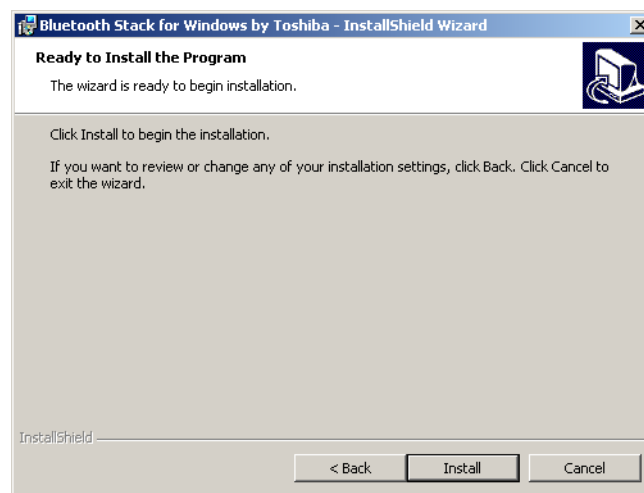 Bluetooth Stack for Windows by Toshiba - InstallShield Wizard
Ready to Install the Program
The wizard is ready to begin installation.
Click Install to begin the installation.
If you want to review or change any of your installation settings, click Back. Click Cancel to
exit the wizard.
InstallShield
< Back Install Cancel